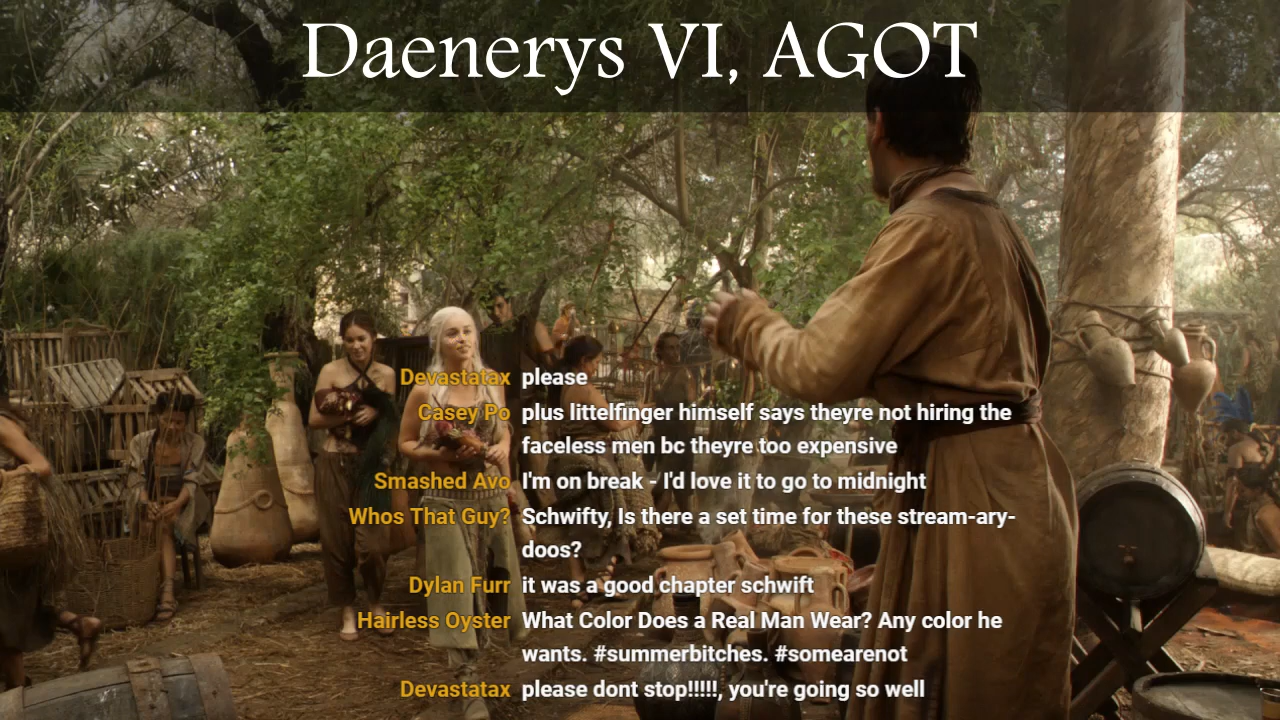 Daenerys VI, AGOT
Devastatax please
Casey Po plus littelfinger himself says theyre not hiring the
faceless men bc theyre too expensive
Smashed Avo I'm on break - I'd love it to go to midnight
Whos That Guy? Schwifty, Is there a set time for these stream-ary-
doos?
Dylan Furr it was a good chapter schwift
Hairless Oyster What Color Does a Real Man Wear? Any color he
wants. #summerbitches. #somearenot
Devastatax please dont stop!!!!!, you're going so well